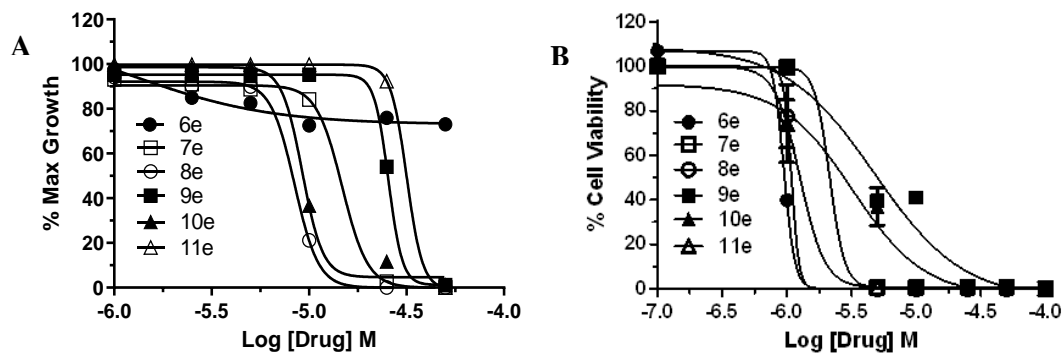 A
% Max Growth
120
100
80
60
40
20
0
6e
7e
8e
9e
10e
11e
-6.0 -5.5 -5.0 -4.5 -4.0
Log [Drug] M
B
% Cell Viability
120
100
80
60
40
20
0
6e
7e
8e
9e
10e
11e
-7.0 -6.5 -6.0 -5.5 -5.0 -4.5 -4.0
Log [Drug] M